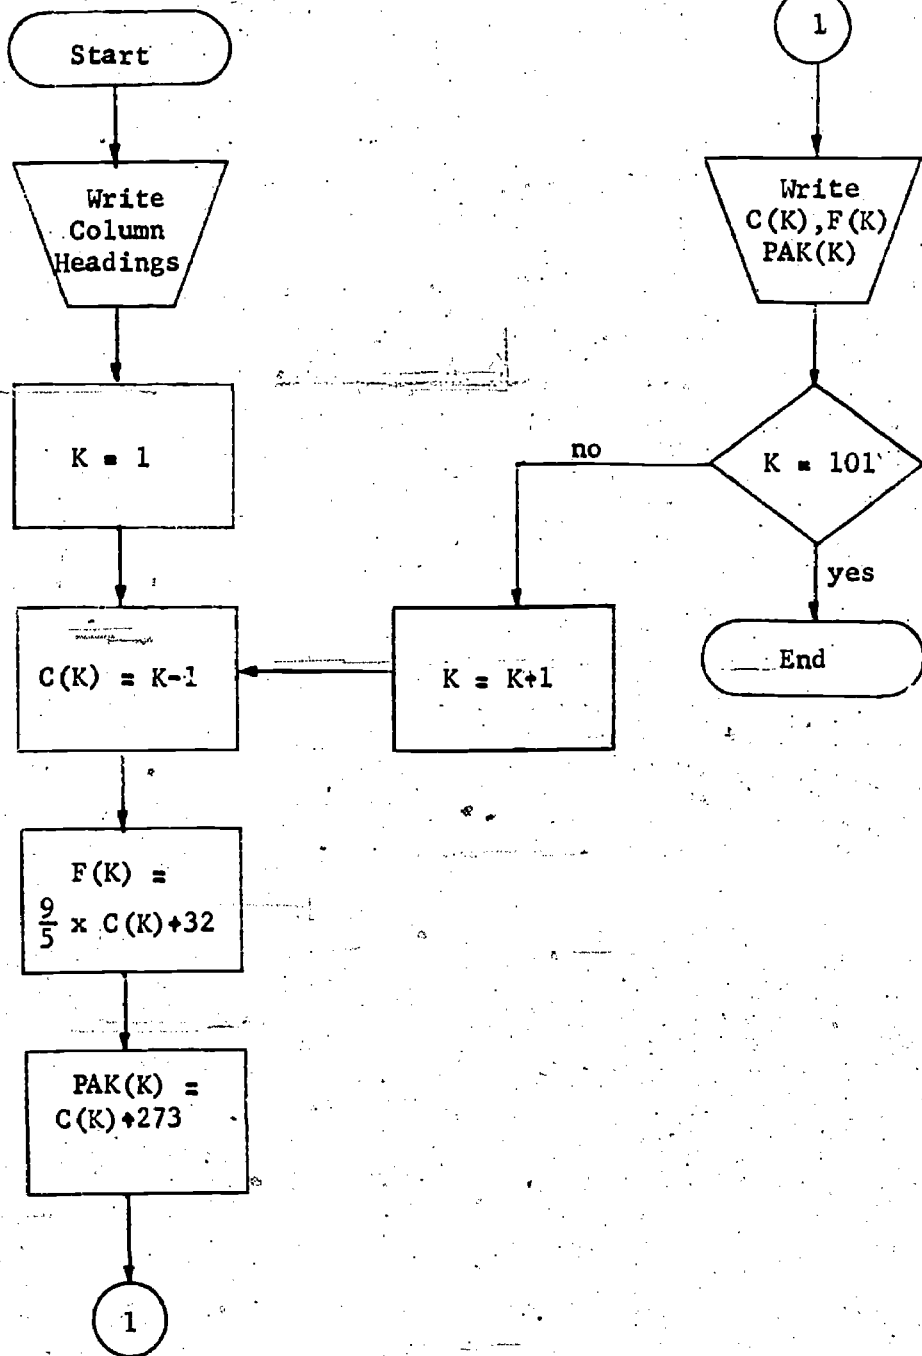 Start
Write
Column
Headings
K = 1
C(K) = K-1
F(K) =
9/5 x C(K)+32
PAK(K) =
C(K)+273
1
1
Write
C(K),F(K)
PAK(K)
K = 101
no
yes
K = K+1
End